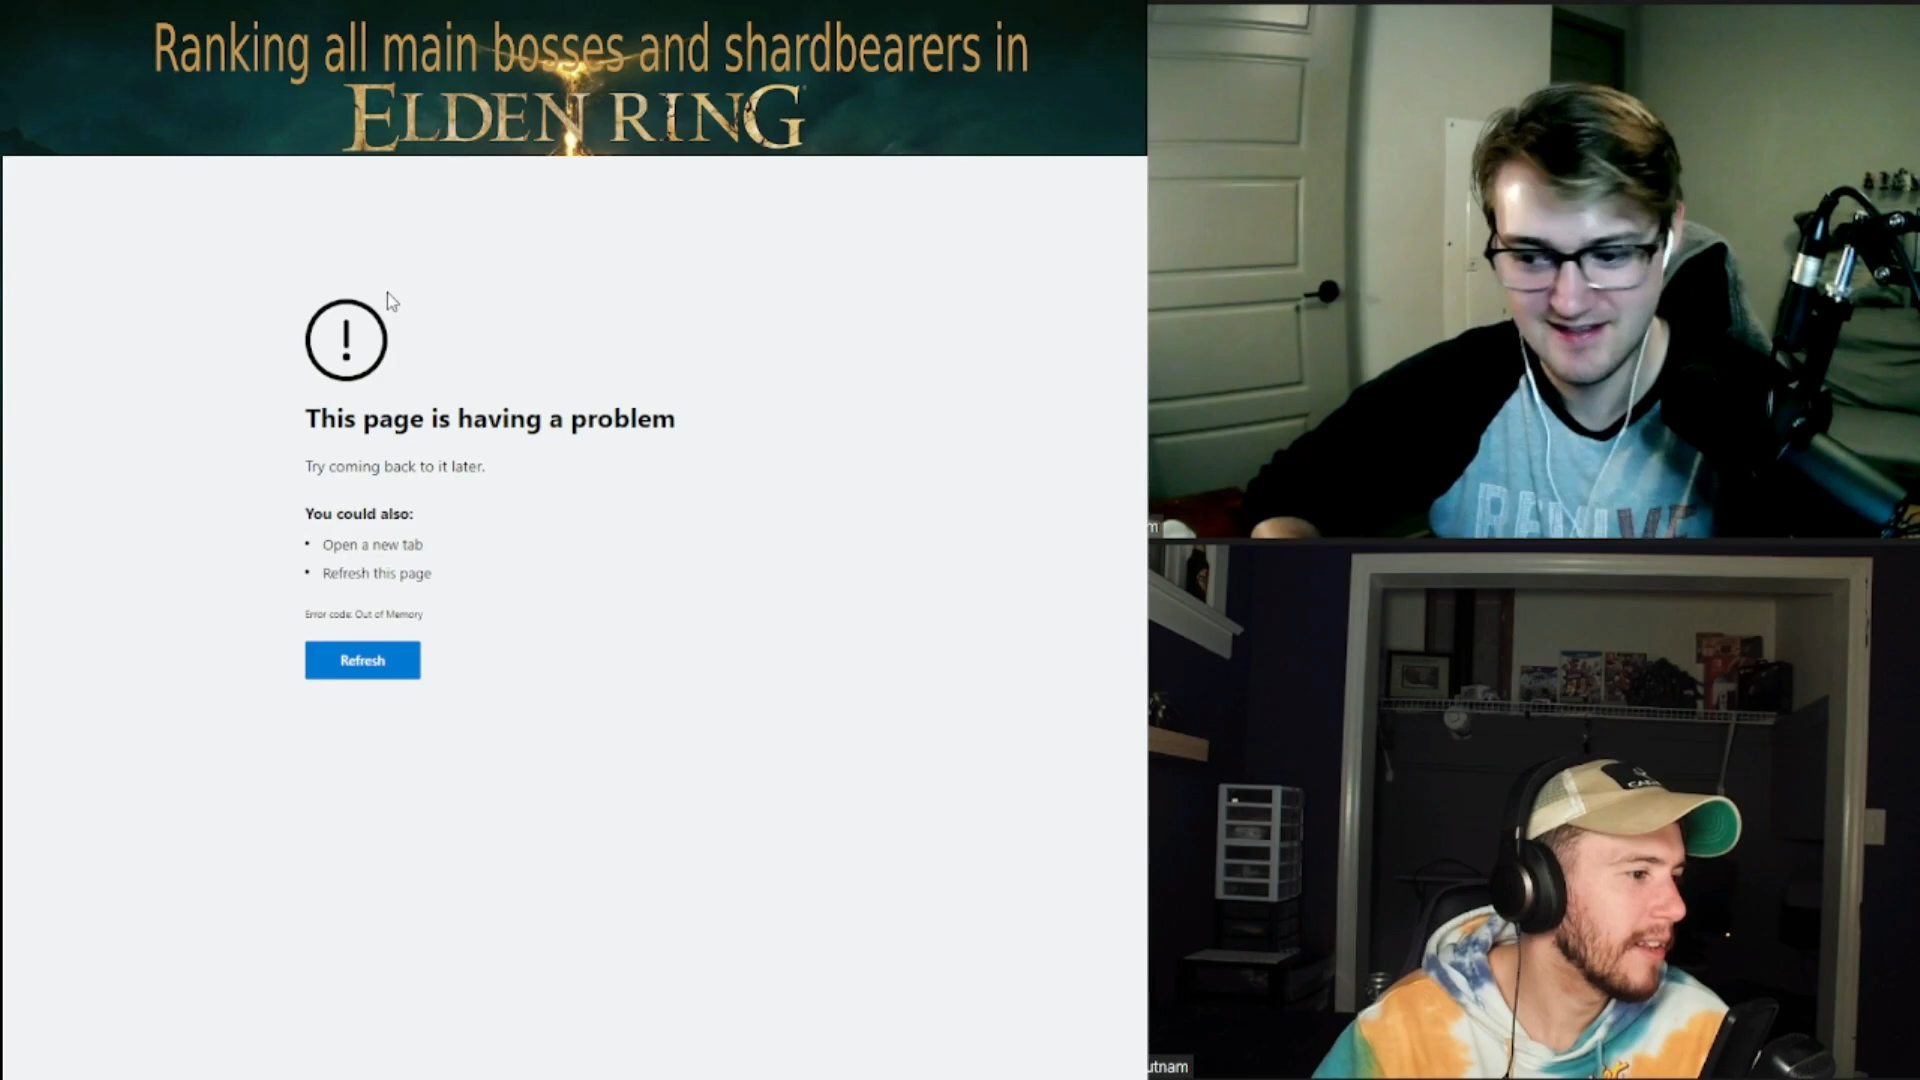 Ranking all main bosses and shardbearers in
ELDEN RING
This page is having a problem
Try coming back to it later.
You could also:
• Open a new tab
• Refresh this page
Error code: Out of Memory
Refresh
m
utnam